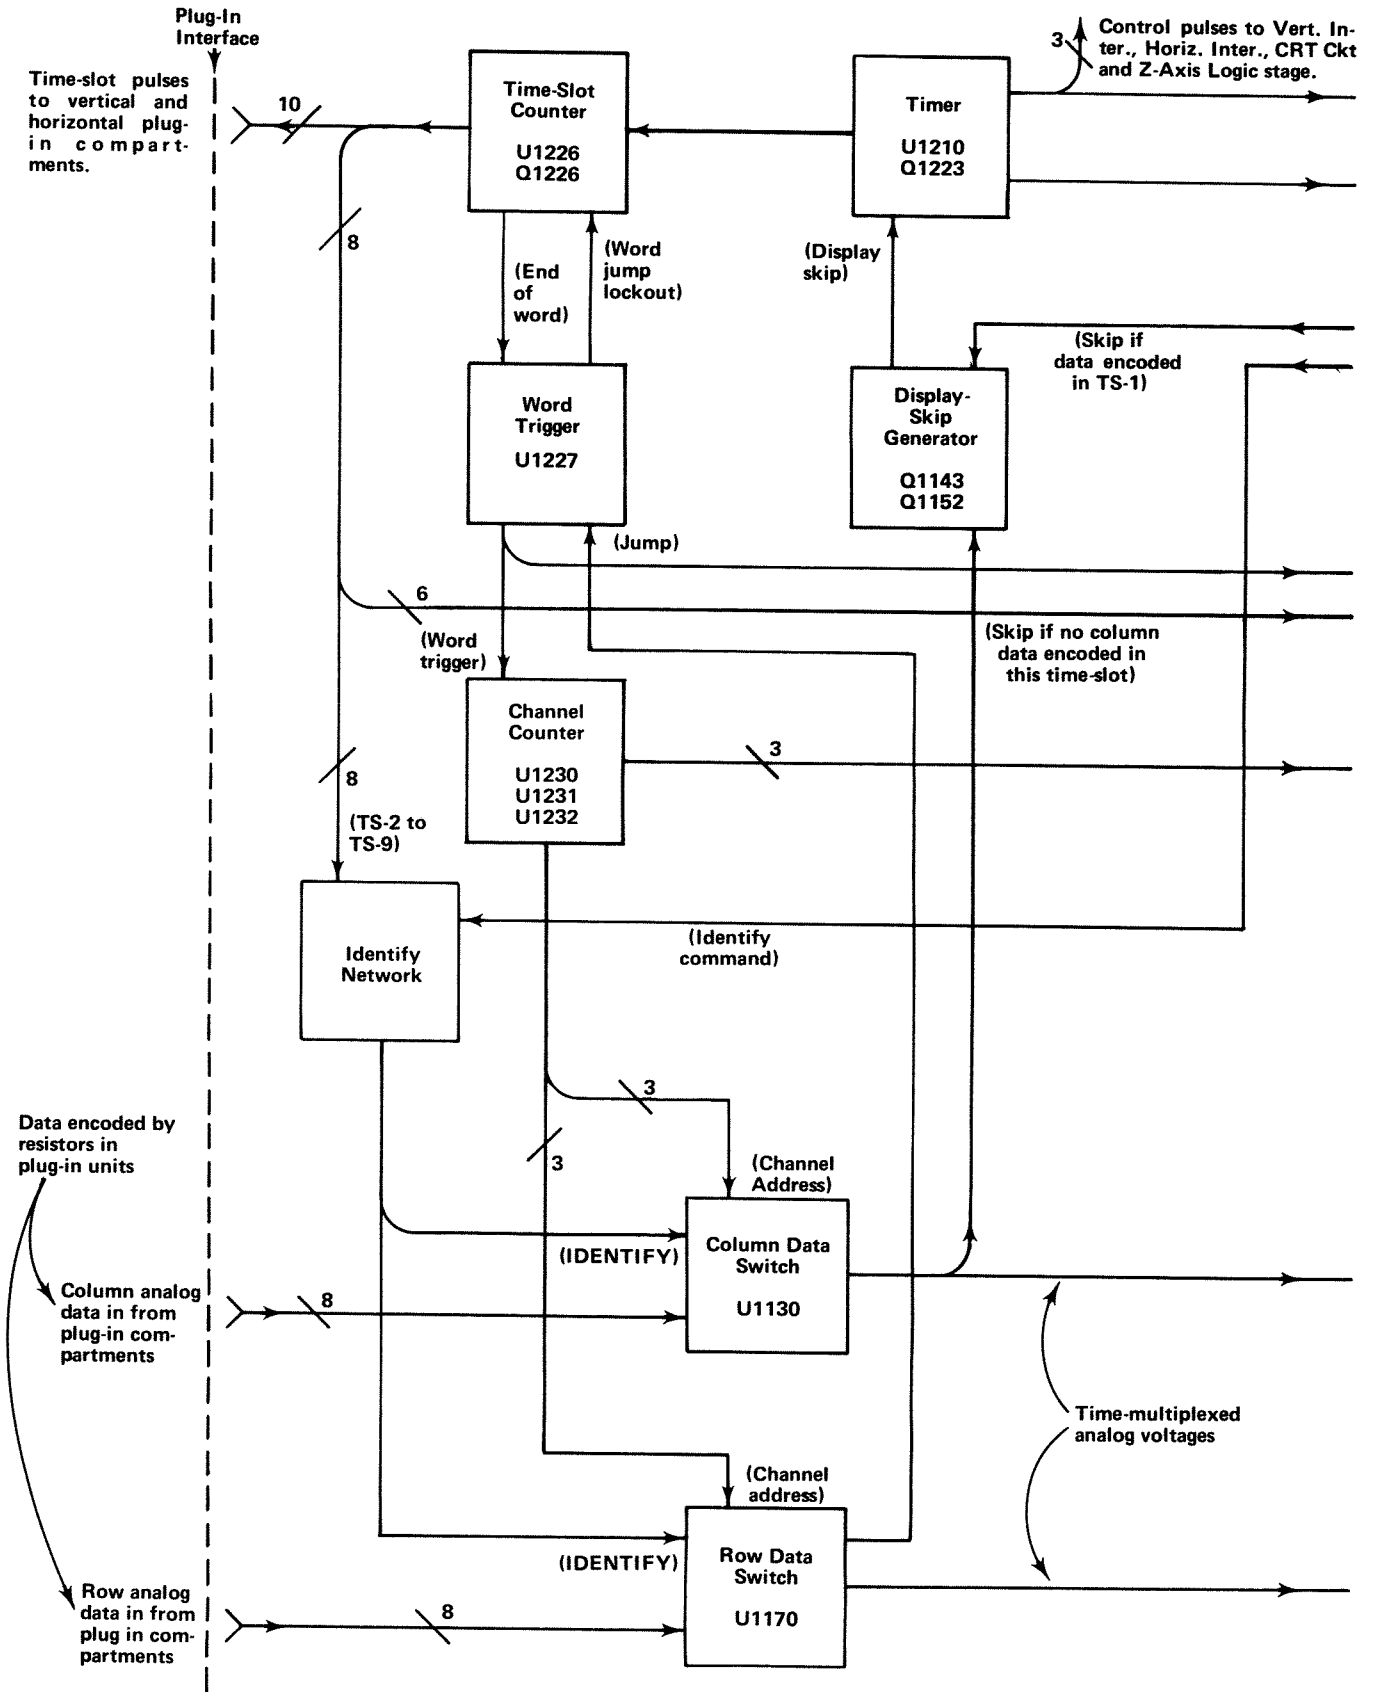 Plug-In
Interface
Time-slot pulses
to vertical and
horizontal plug-
in compart-
ments.
10
Time-Slot
Counter
U1226
Q1226
Timer
U1210
Q1223
3
Control pulses to Vert. In-
ter., Horiz. Inter., CRT Ckt
and Z-Axis Logic stage.
8
(End
of
word)
(Word
jump
lockout)
(Display
skip)
(Skip if
data encoded
in TS-1)
Word
Trigger
U1227
Display-
Skip
Generator
Q1143
Q1152
(Jump)
6
(Word
trigger)
(Skip if no column
data encoded in
this time-slot)
Channel
Counter
U1230
U1231
U1232
3
8
(TS-2 to
TS-9)
Identify
Network
(Identify
command)
3
3
Data encoded by
resistors in
plug-in units
(Channel
Address)
(IDENTIFY)
Column Data
Switch
U1130
Column analog
data in from
plug-in com-
partments
8
Time-multiplexed
analog voltages
(Channel
address)
(IDENTIFY)
Row Data
Switch
U1170
Row analog
data in from
plug in com-
partments
8